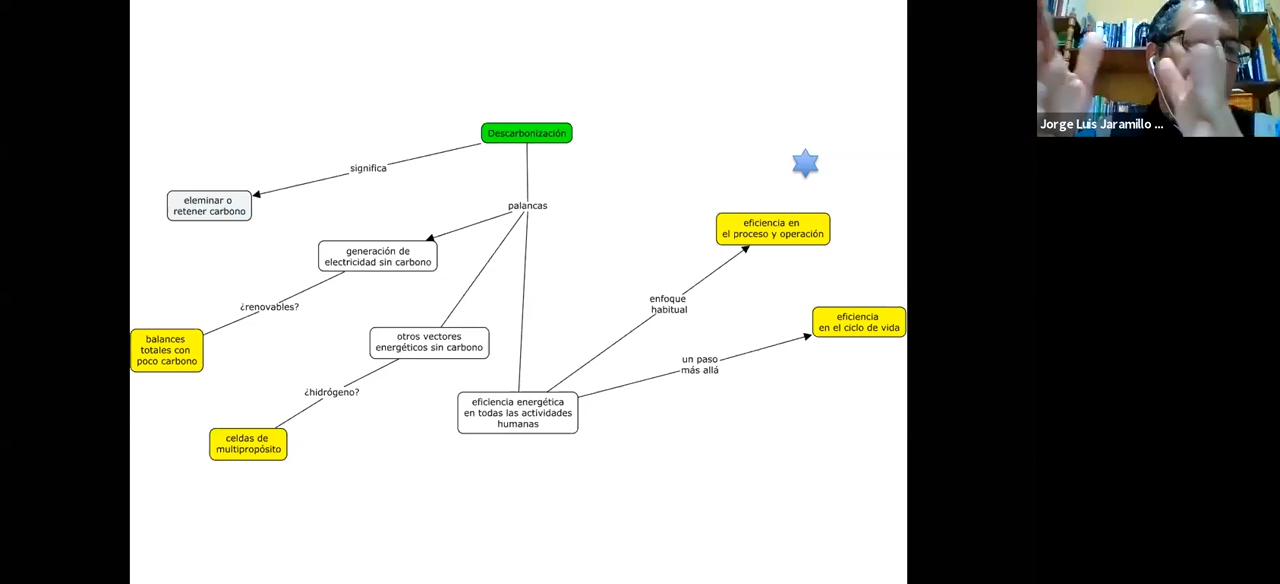 Jorge Luis Jaramillo ...
Descarbonización
significa
eleminar o
retener carbono
palancas
generación de
electricidad sin carbono
¿renovables?
balances
totales con
poco carbono
otros vectores
energéticos sin carbono
¿hidrógeno?
celdas de
multipropósito
eficiencia energética
en todas las actividades
humanas
enfoque
habitual
eficiencia en
el proceso y operación
un paso
más allá
eficiencia
en el ciclo de vida